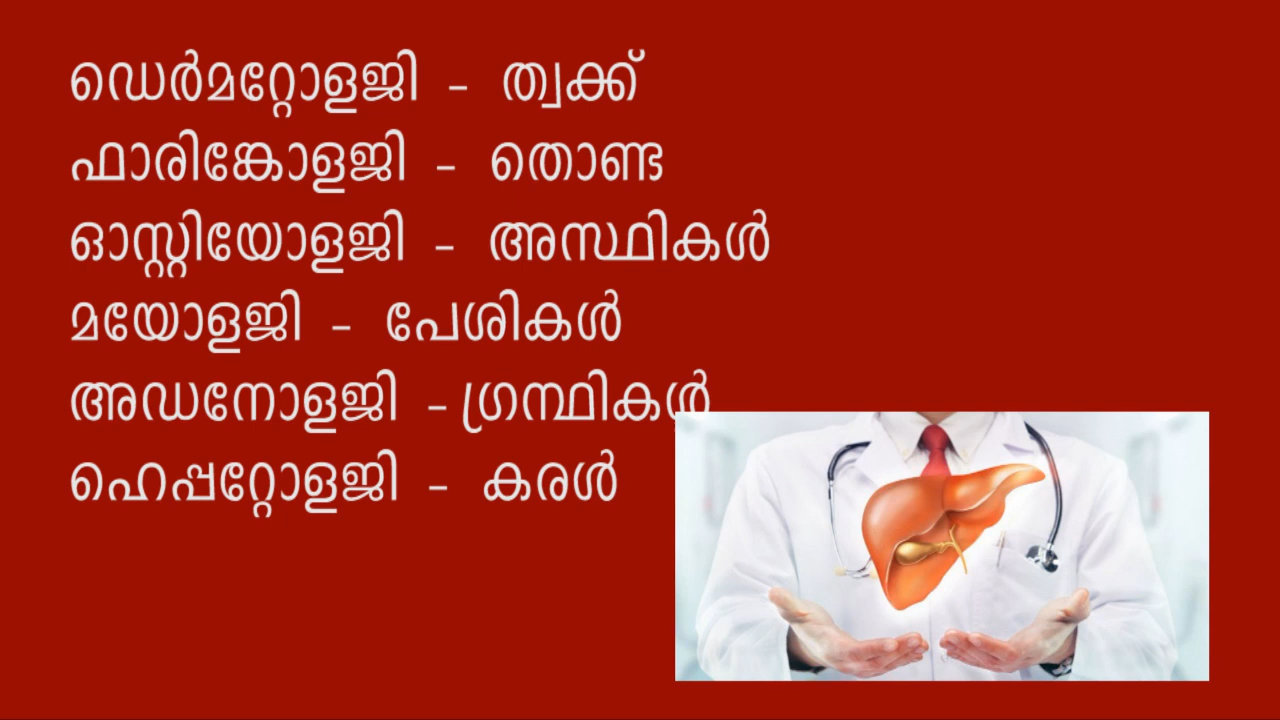 ഡെർമറ്റോളജി - ത്വക്ക്
ഫാരിങ്കോളജി - തൊണ്ട
ഓസ്റ്റിയോളജി - അസ്ഥികൾ
മയോളജി - പേശികൾ
അഡനോളജി - ഗ്രന്ഥികൾ
ഹെപ്പറ്റോളജി - കരൾ